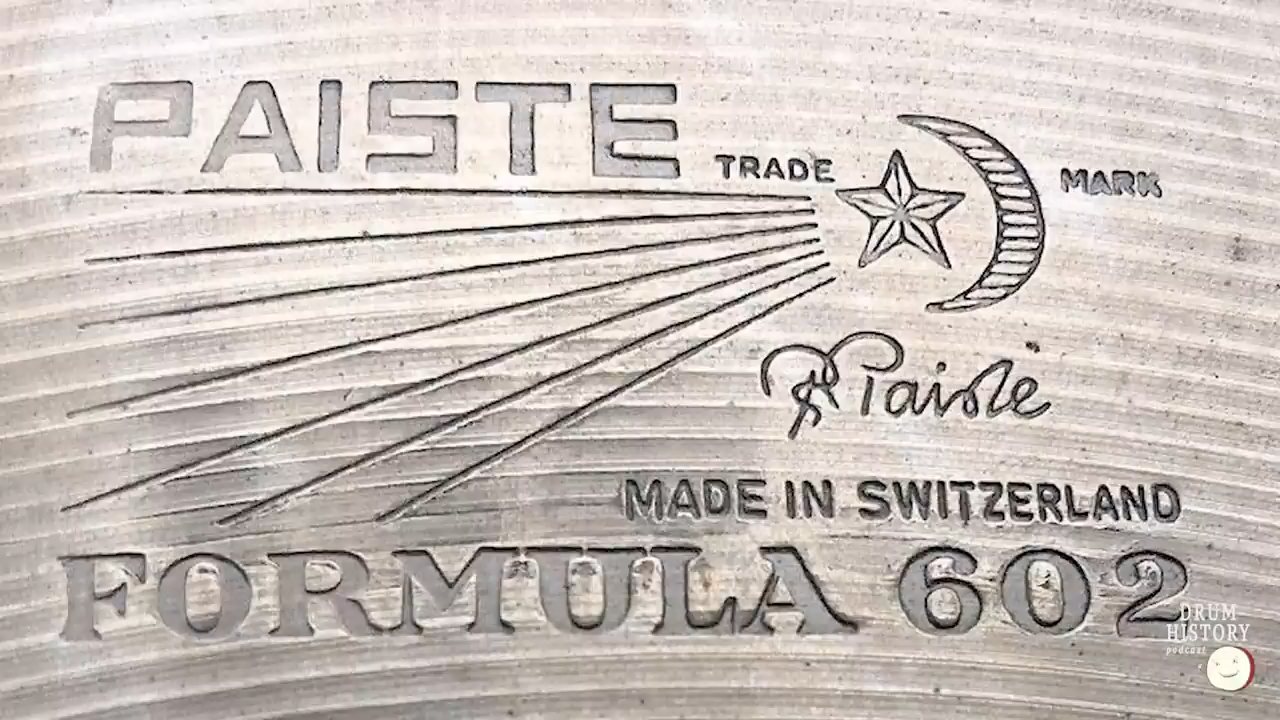 PAISTE
TRADE MARK
Paiste
MADE IN SWITZERLAND
FORMULA 602
DRUM
HISTORY
podcast